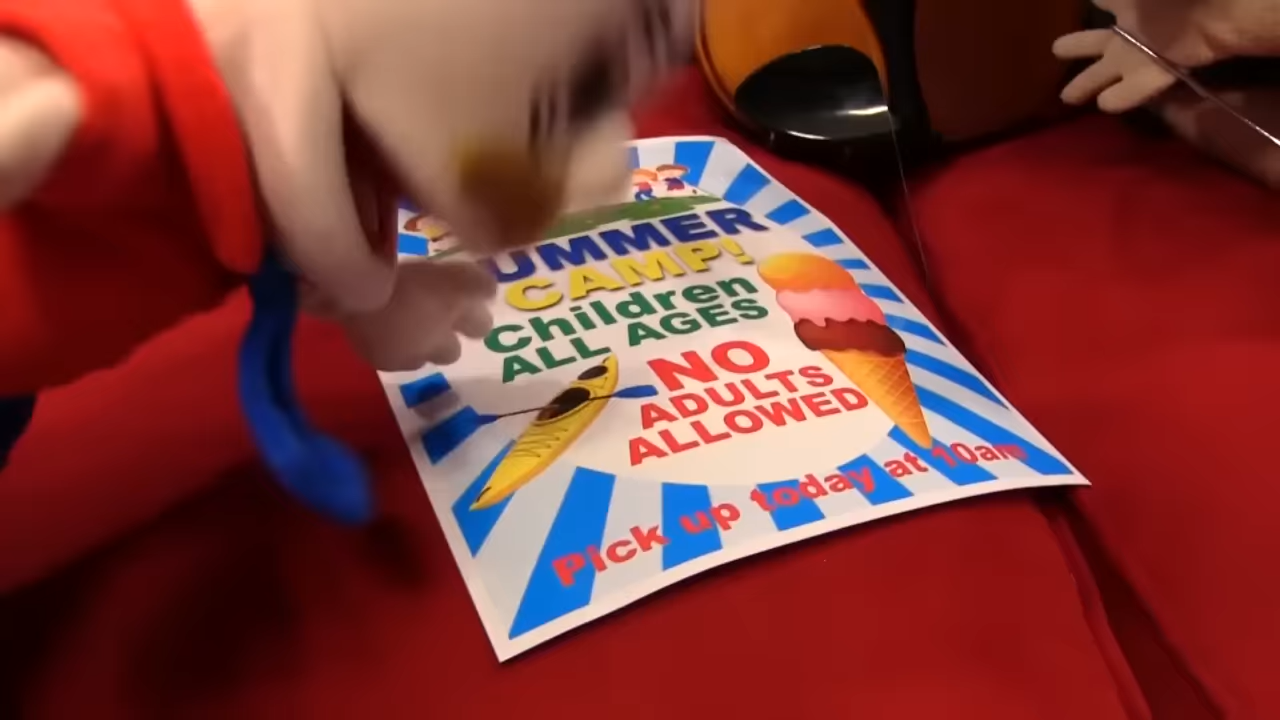 UMMER
CAMP!
Children
ALL AGES
NO
ADULTS
ALLOWED
Pick up today at 10am